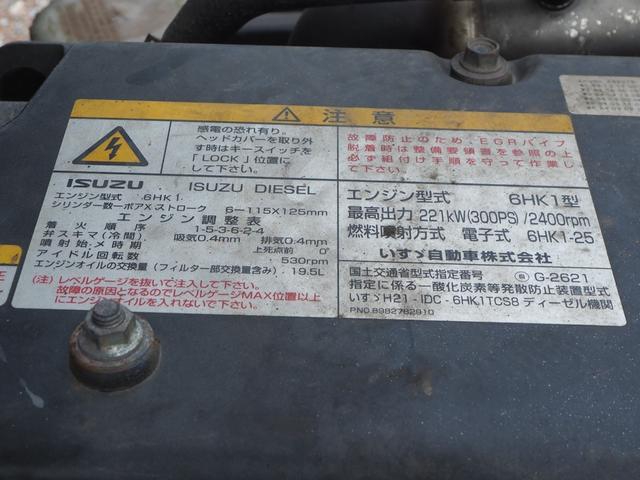 注意
感電の恐れ有り。
ヘッドカバーを取り外
す時はキースイッチを
「LOCK」位置に
して下さい。
故障防止のため、EGRパイプ
脱着時は整備要領書を参照の上
必ず組付け手順を守って作業し
て下さい。
ISUZU ISUZU DIESEL
エンジン型式 6HK1
シリンダー数ーボアXストローク 6-115X125mm
エンジン調整表
着火順序 1-5-3-6-2-4
弁スキマ(冷間) 吸気0.4mm 排気0.4mm
噴射始メ時期 上死点前 0°
アイドル回転数 530rpm
エンジンオイルの交換量(フィルター部交換量含み) 19.5L
(注)レベルゲージを抜いて注入して下さい。
故障の原因となるのでレベルゲージMAX位置以上
にエンジンオイルを入れないで下さい。
エンジン型式 6HK1型
最高出力 221kW(300PS)/2400rpm
燃料噴射方式 電子式 6HK1-25
いすゞ自動車株式会社
国土交通省型式指定番号 G-2621
指定に係る一酸化炭素等発散防止装置型式
いすゞH21-IDC-6HK1TCS8 ディーゼル機関
PNO.8982782910